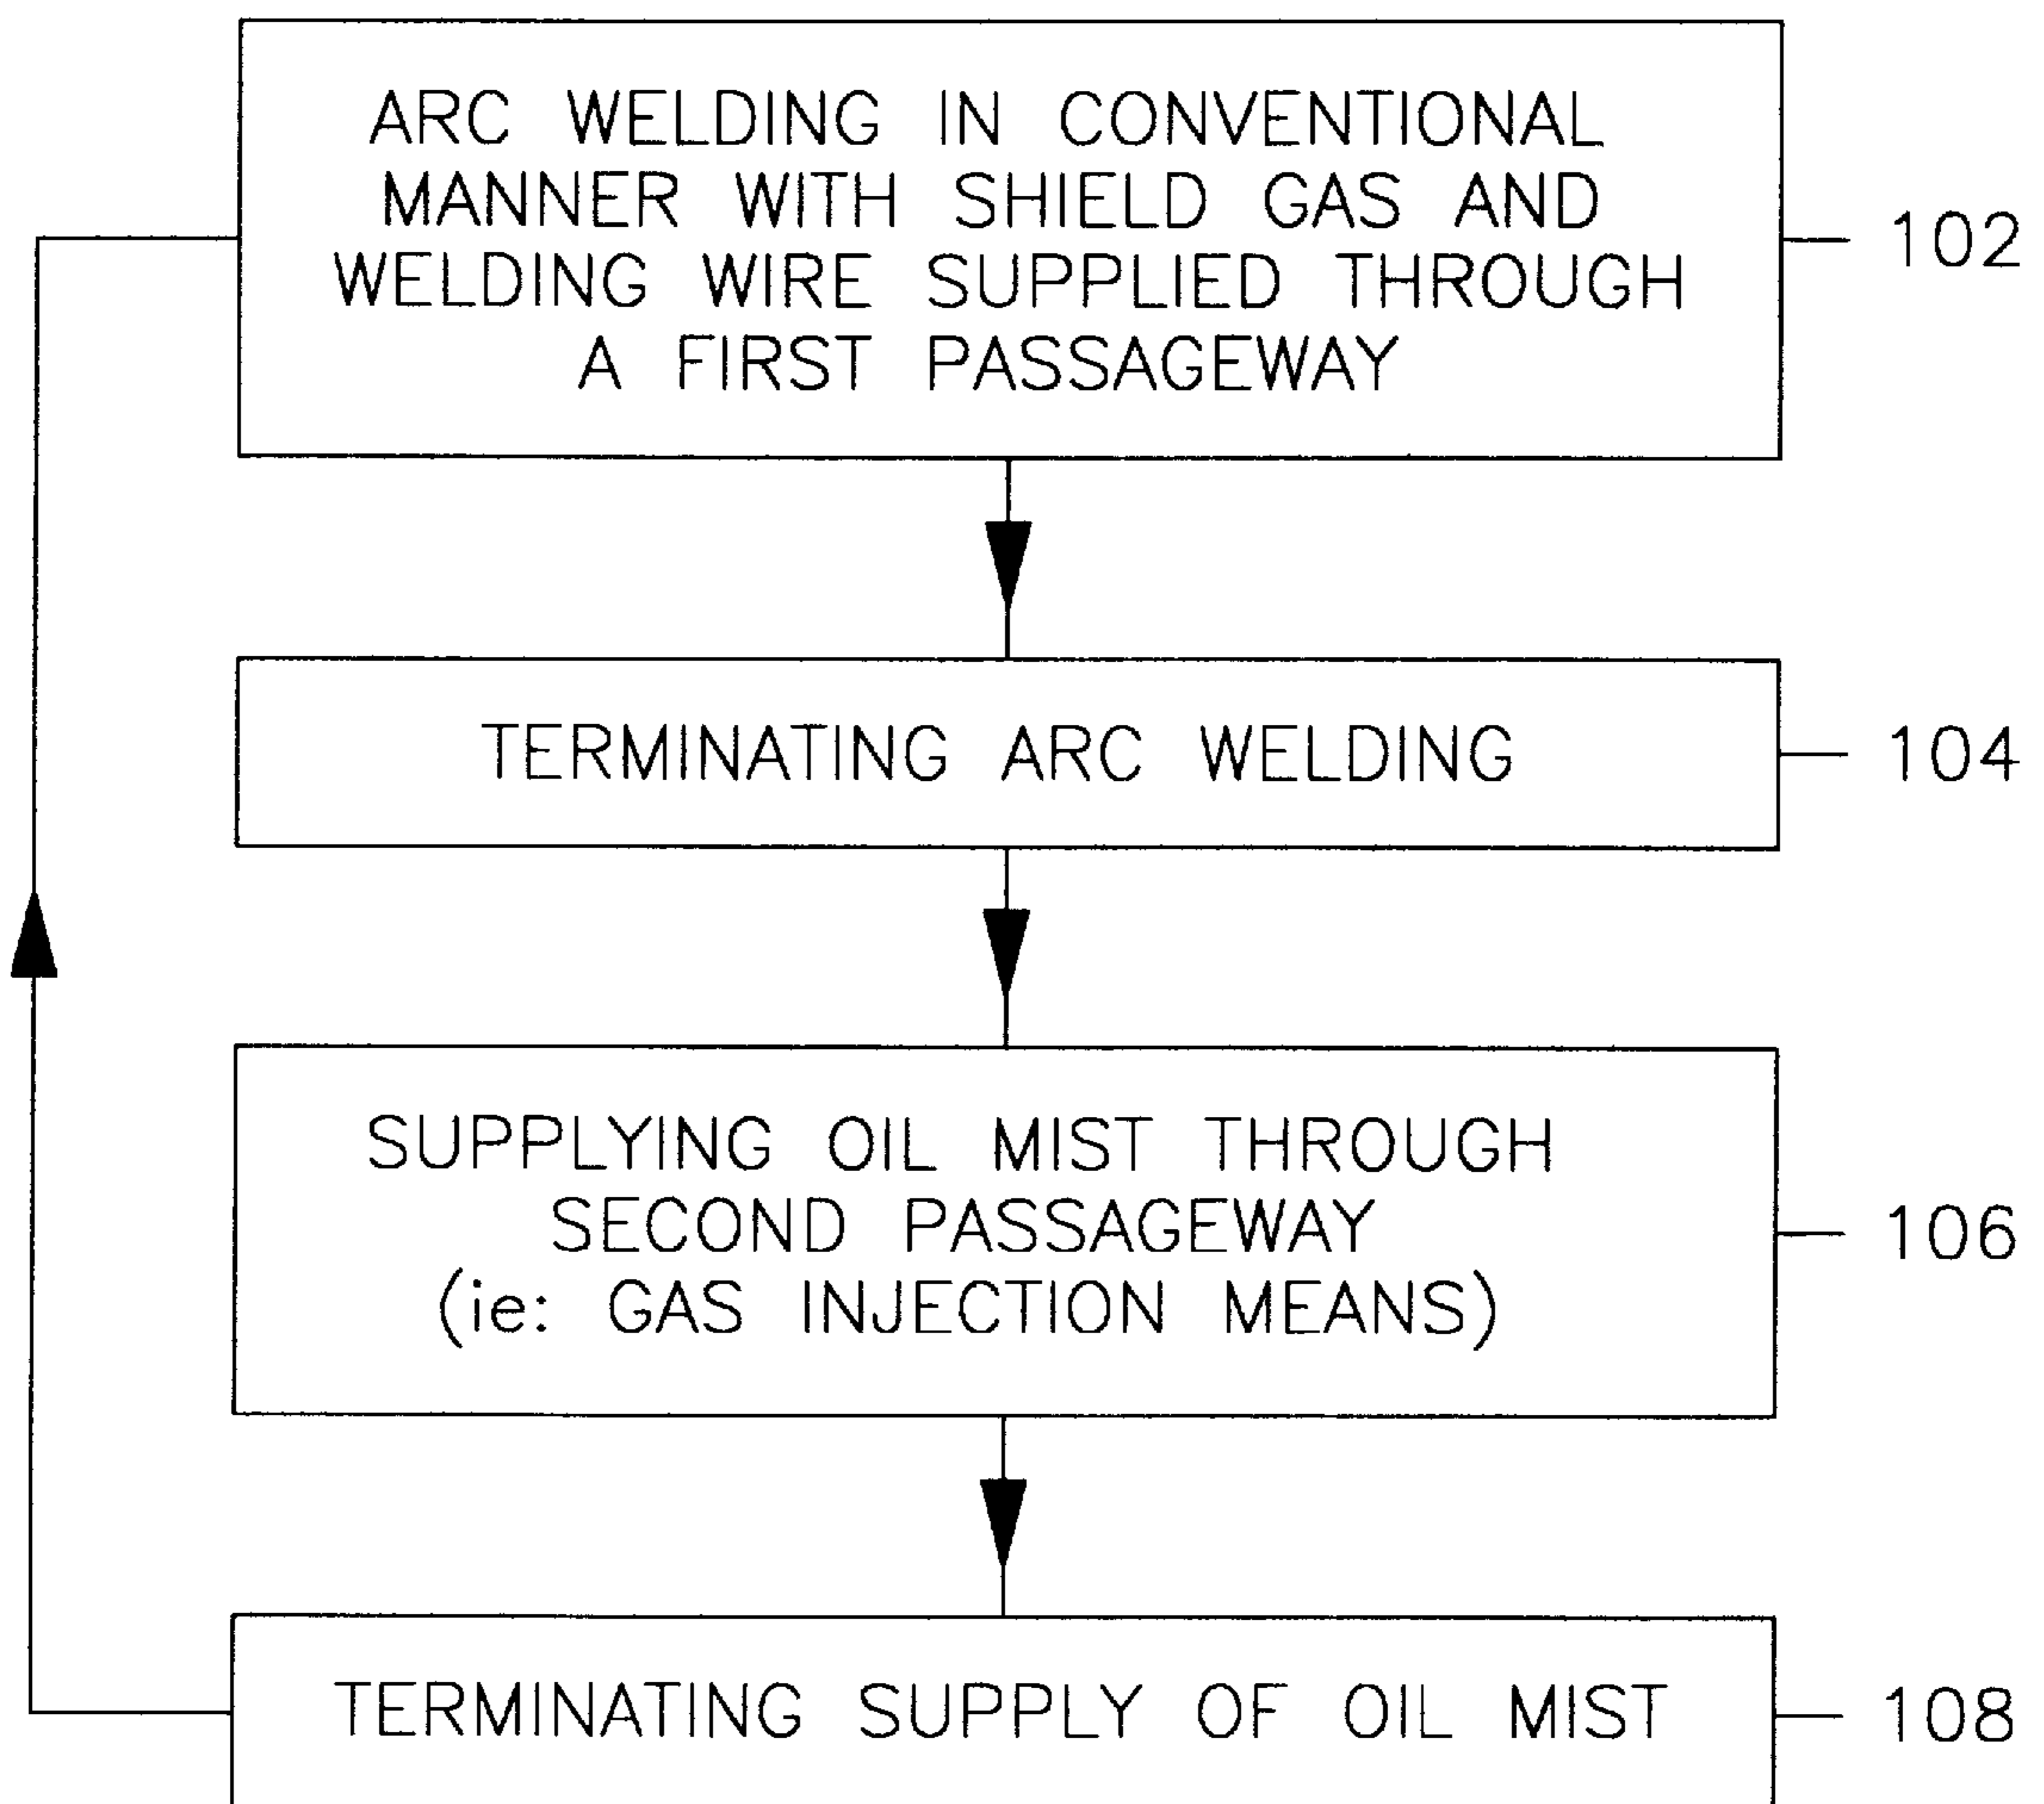 ARC WELDING IN CONVENTIONAL
MANNER WITH SHIELD GAS AND
WELDING WIRE SUPPLIED THROUGH
A FIRST PASSAGEWAY
102
TERMINATING ARC WELDING
104
SUPPLYING OIL MIST THROUGH
SECOND PASSAGEWAY
(ie: GAS INJECTION MEANS)
106
TERMINATING SUPPLY OF OIL MIST
108